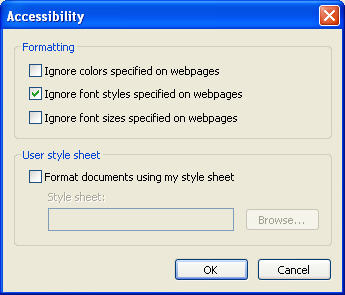 Accessibility
Formatting
Ignore colors specified on webpages
Ignore font styles specified on webpages
Ignore font sizes specified on webpages
User style sheet
Format documents using my style sheet
Style sheet:
Browse...
OK
Cancel